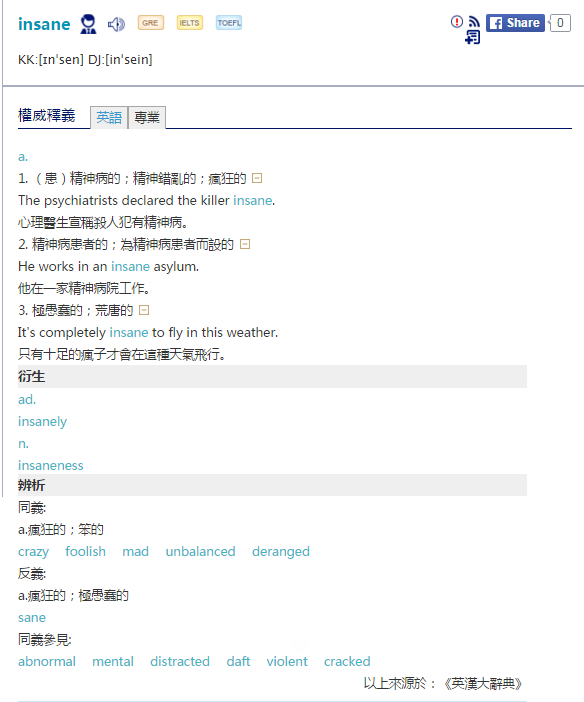 insane GRE IELTS TOEFL Share 0
KK:[ɪnˈsen] DJ:[inˈsein]
權威釋義 英語 專業
a.
1. （患）精神病的；精神錯亂的；瘋狂的
The psychiatrists declared the killer insane.
心理醫生宣稱殺人犯有精神病。
2. 精神病患者的；為精神病患者而設的
He works in an insane asylum.
他在一家精神病院工作。
3. 極愚蠢的；荒唐的
It's completely insane to fly in this weather.
只有十足的瘋子才會在這種天氣飛行。
衍生
ad.
insanely
n.
insaneness
辨析
同義:
a.瘋狂的；笨的
crazy foolish mad unbalanced deranged
反義:
a.瘋狂的；極愚蠢的
sane
同義參見:
abnormal mental distracted daft violent cracked
以上來源於：《英漢大辭典》